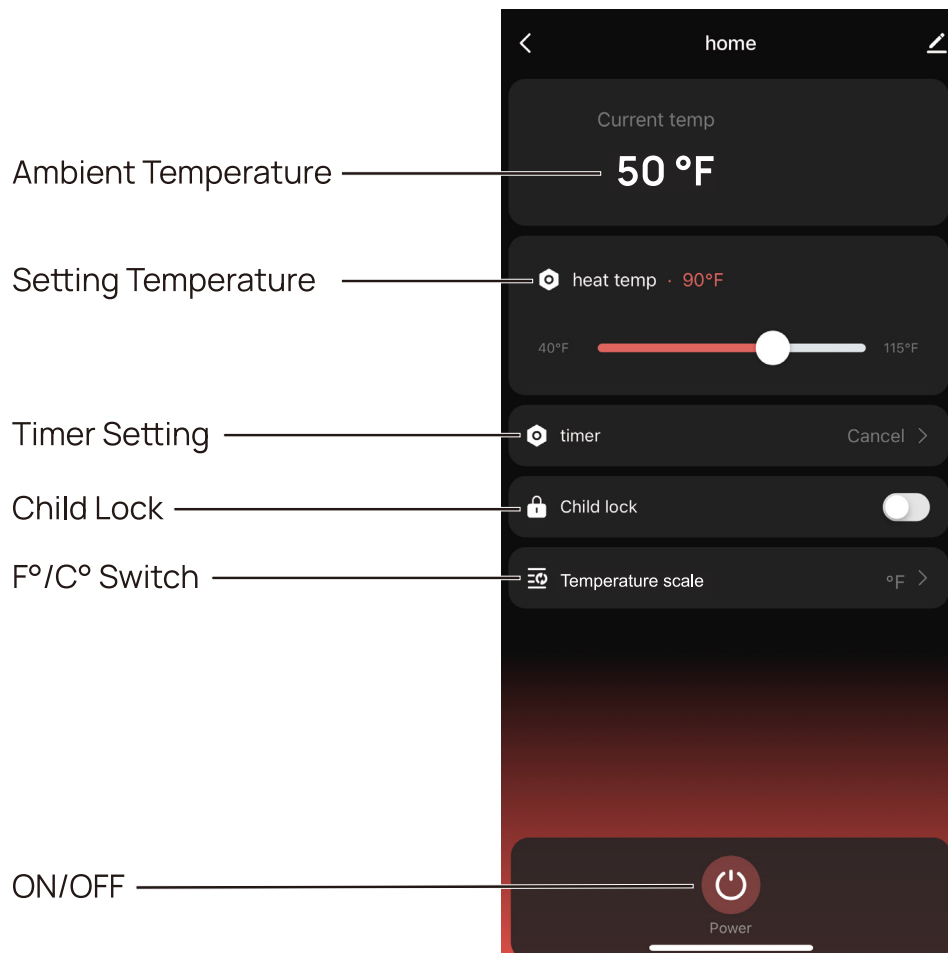 home
Current temp
Ambient Temperature
50 °F
Setting Temperature
heat temp · 90°F
40°F
115°F
Timer Setting
timer
Cancel
Child Lock
Child lock
F°/C° Switch
Temperature scale
°F
ON/OFF
Power